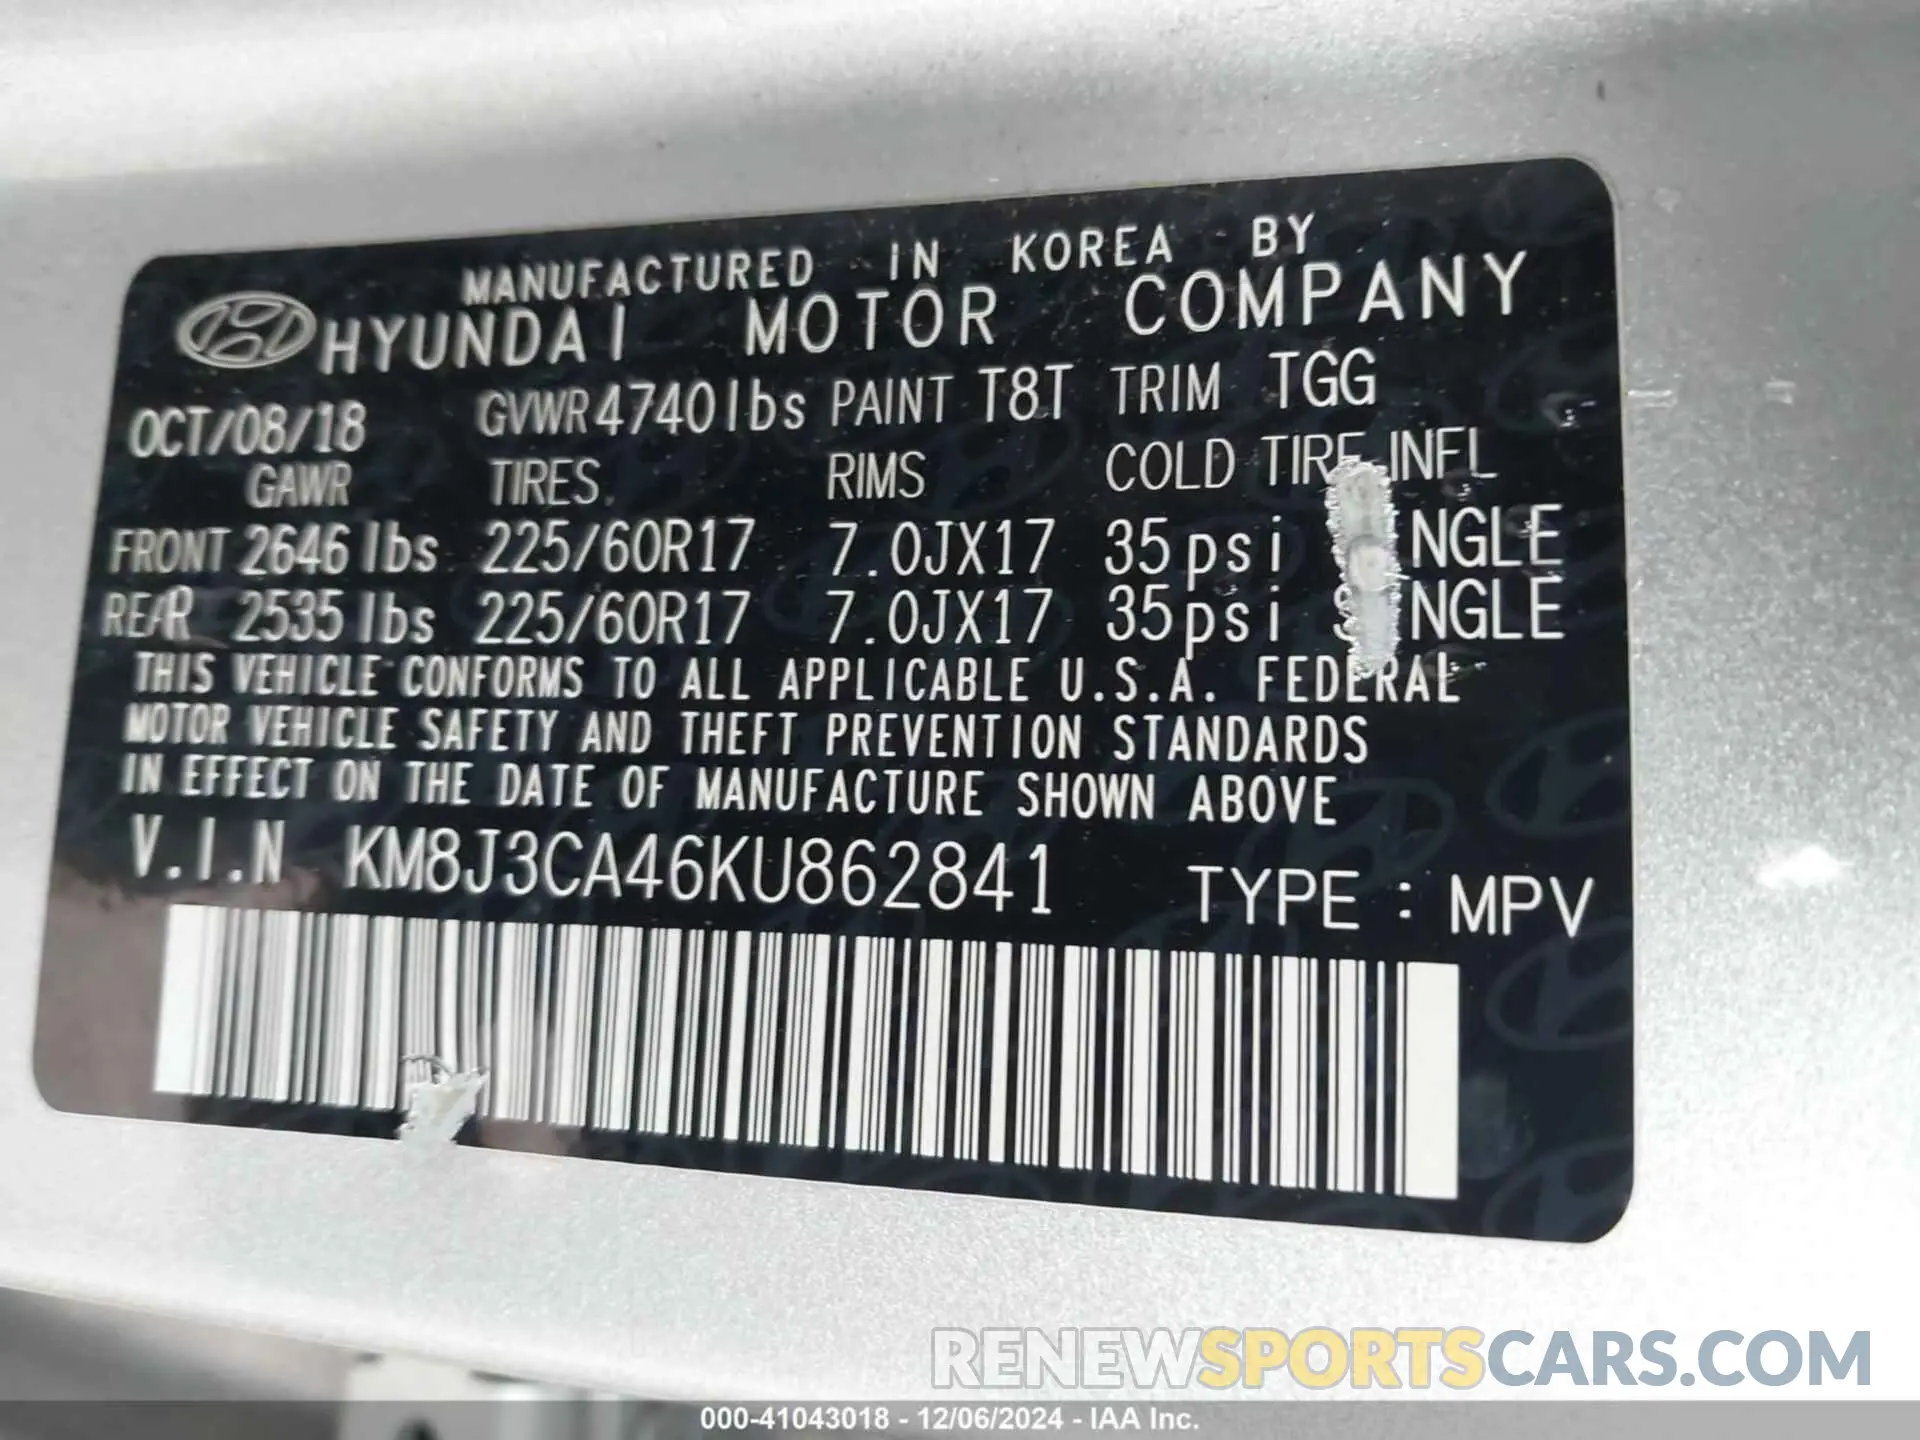 MANUFACTURED IN KOREA BY
HYUNDAI MOTOR COMPANY
OCT/08/18 GVWR 4740lbs PAINT T8T TRIM TGG
GAWR TIRES RIMS COLD TIRE INFL
FRONT 2646 lbs 225/60R17 7.0JX17 35psi NGLE
REAR 2535 lbs 225/60R17 7.0JX17 35psi S NGLE
THIS VEHICLE CONFORMS TO ALL APPLICABLE U.S.A. FEDERAL
MOTOR VEHICLE SAFETY AND THEFT PREVENTION STANDARDS
IN EFFECT ON THE DATE OF MANUFACTURE SHOWN ABOVE
V.I.N KM8J3CA46KU862841 TYPE : MPV
RENEWSPORTSCARS.COM
000-41043018 - 12/06/2024 - IAA Inc.